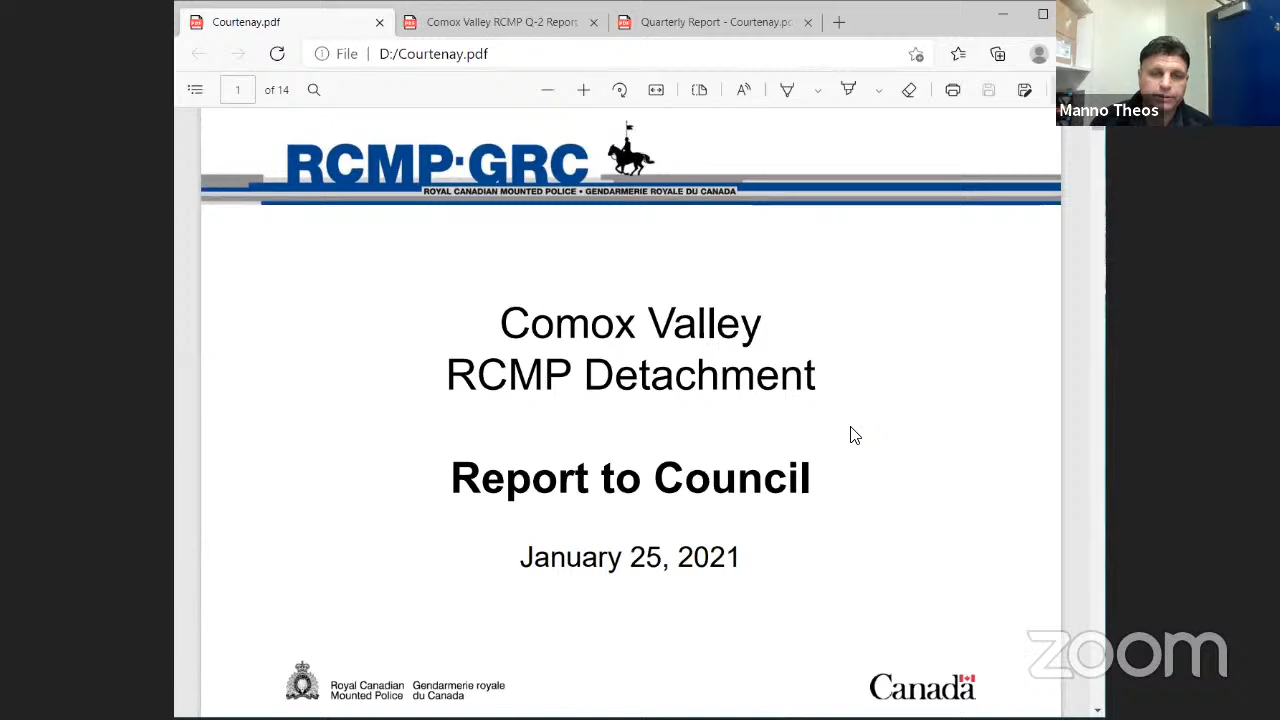 Courtenay.pdf
Comox Valley RCMP Q-2 Report
Quarterly Report - Courtenay.pc
File
D:/Courtenay.pdf
1 of 14
Manno Theos
RCMP·GRC
ROYAL CANADIAN MOUNTED POLICE • GENDARMERIE ROYALE DU CANADA
Comox Valley
RCMP Detachment
Report to Council
January 25, 2021
Royal Canadian Gendarmerie royale
Mounted Police du Canada
Canada
zoom